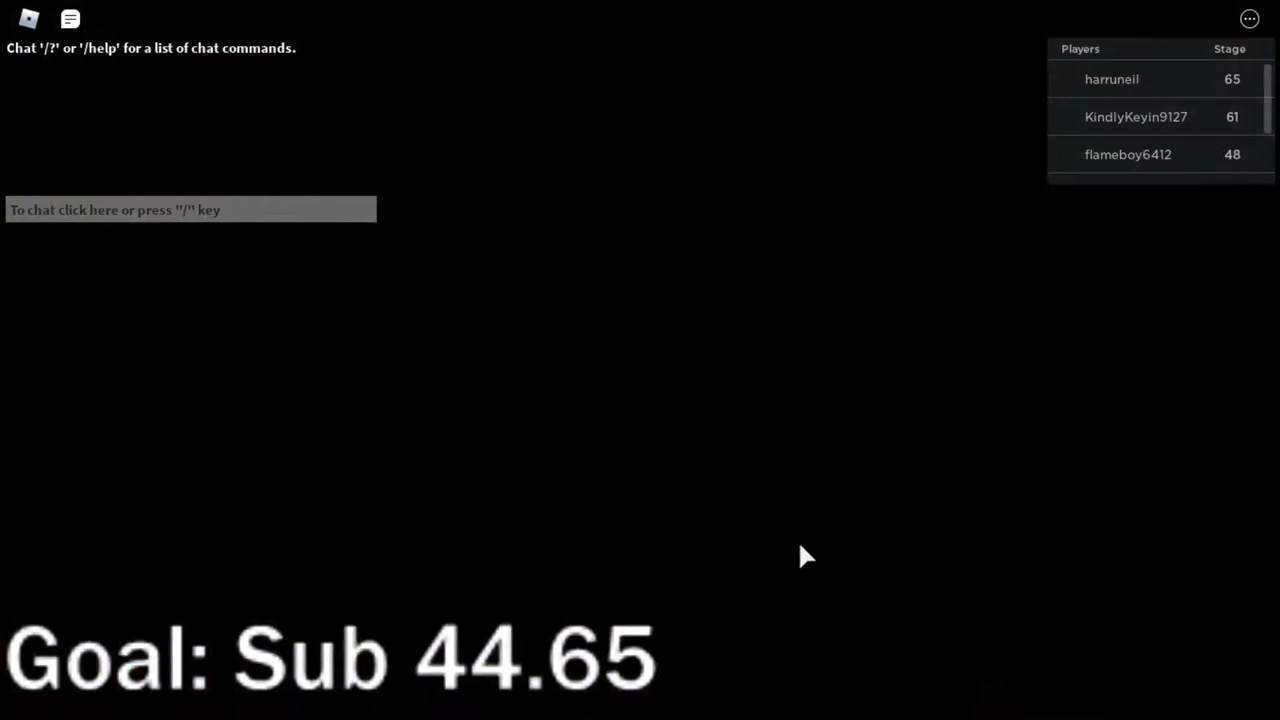 Chat '/?' or '/help' for a list of chat commands.
Players Stage
harruneil 65
KindlyKeyin9127 61
flameboy6412 48
To chat click here or press "/" key
Goal: Sub 44.65